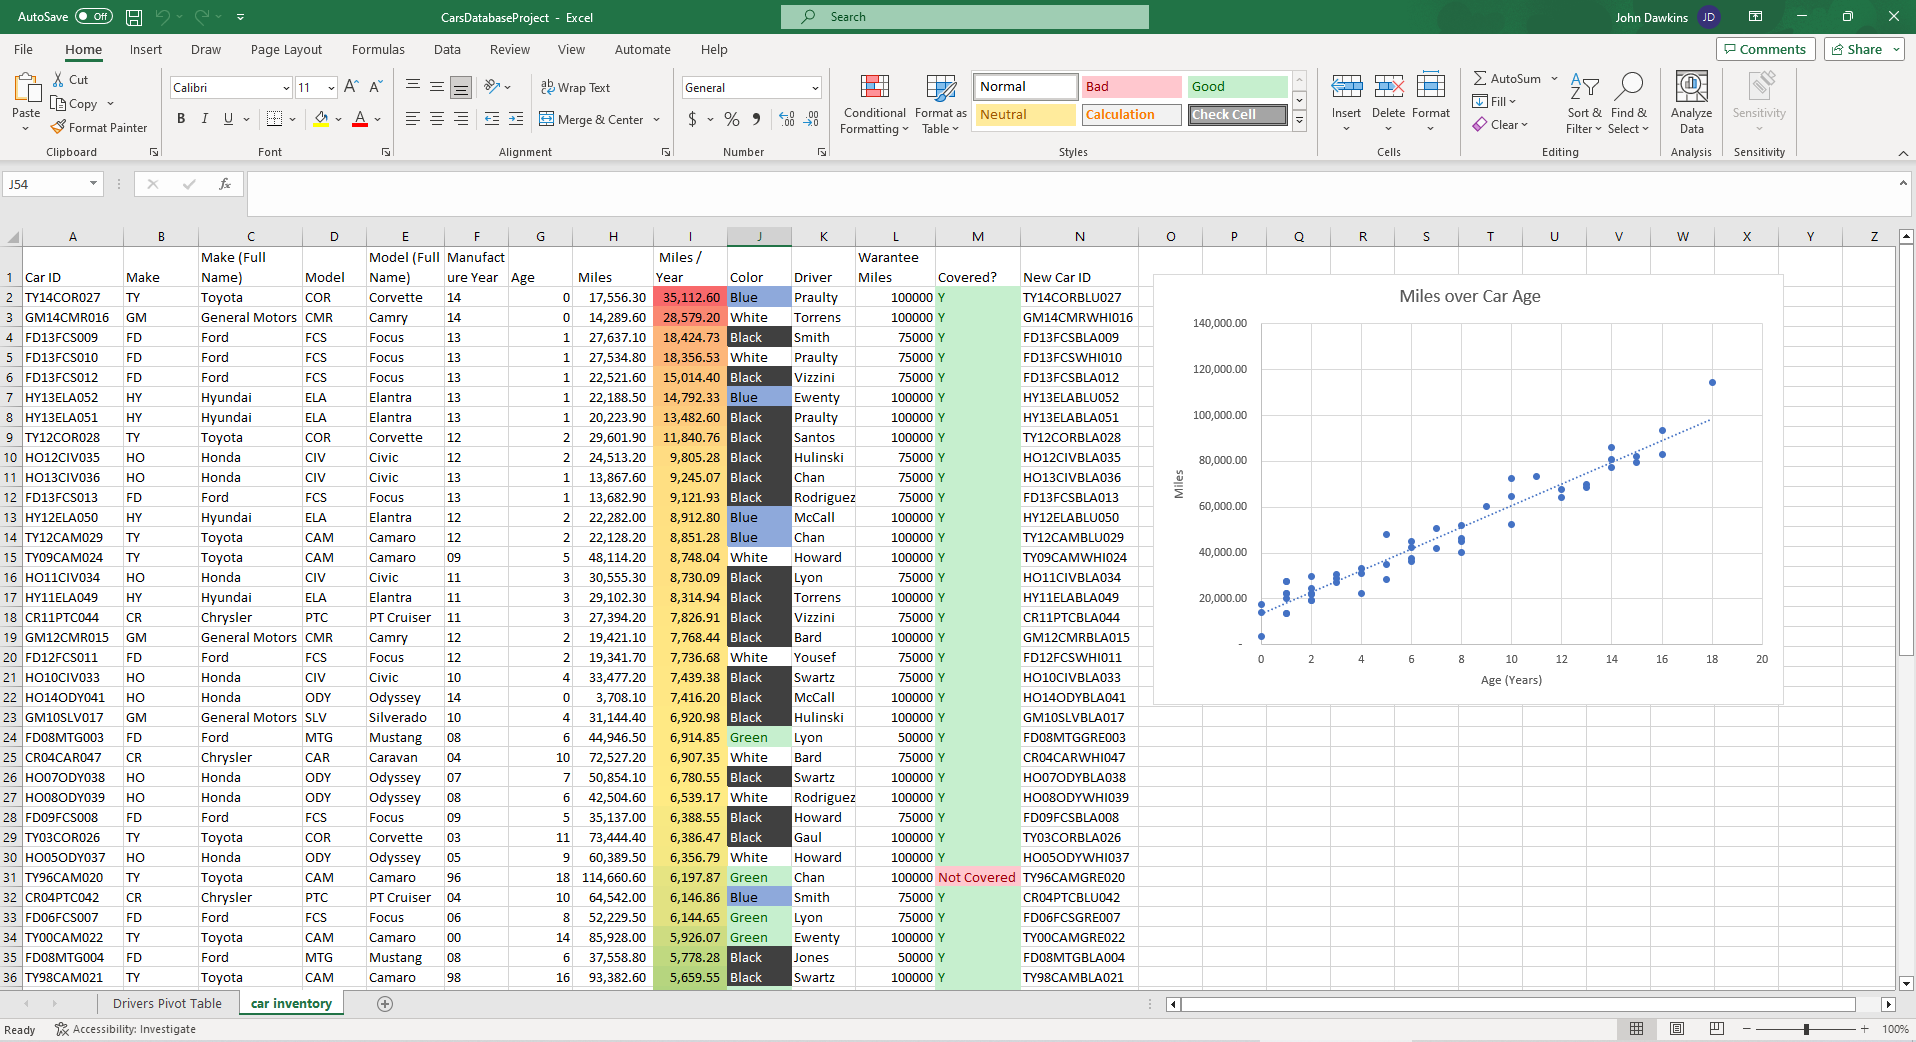 AutoSave Off CarsDatabaseProject - Excel Search John Dawkins JD
File Home Insert Draw Page Layout Formulas Data Review View Automate Help Comments Share
Paste Cut Copy Format Painter Clipboard
Calibri 11 B I U A Font
Wrap Text Merge & Center Alignment
General $ % Number
Conditional Formatting Format as Table Normal Bad Good Neutral Calculation Check Cell Styles
Insert Delete Format Cells
AutoSum Fill Clear Sort & Filter Find & Select Editing
Analyze Data Analysis
Sensitivity Sensitivity
J54 fx
A B C D E F G H I J K L M N O P Q R S T U V W X Y Z
1 Car ID Make Make (Full Name) Model Model (Full Name) Manufacture Year Age Miles Miles / Year Color Driver Warantee Miles Covered? New Car ID
2 TY14COR027 TY Toyota COR Corvette 14 0 17,556.30 35,112.60 Blue Praulty 100000 Y TY14CORBLU027
3 GM14CMR016 GM General Motors CMR Camry 14 0 14,289.60 28,579.20 White Torrens 100000 Y GM14CMRWHI016
4 FD13FCS009 FD Ford FCS Focus 13 1 27,637.10 18,424.73 Black Smith 75000 Y FD13FCSBLA009
5 FD13FCS010 FD Ford FCS Focus 13 1 27,534.80 18,356.53 White Praulty 75000 Y FD13FCSWHI010
6 FD13FCS012 FD Ford FCS Focus 13 1 22,521.60 15,014.40 Black Vizzini 75000 Y FD13FCSBLA012
7 HY13ELA052 HY Hyundai ELA Elantra 13 1 22,188.50 14,792.33 Blue Ewenty 100000 Y HY13ELABLU052
8 HY13ELA051 HY Hyundai ELA Elantra 13 1 20,223.90 13,482.60 Black Praulty 100000 Y HY13ELABLA051
9 TY12COR028 TY Toyota COR Corvette 12 2 29,601.90 11,840.76 Black Santos 100000 Y TY12CORBLA028
10 HO12CIV035 HO Honda CIV Civic 12 2 24,513.20 9,805.28 Black Hulinski 75000 Y HO12CIVBLA035
11 HO13CIV036 HO Honda CIV Civic 13 1 13,867.60 9,245.07 Black Chan 75000 Y HO13CIVBLA036
12 FD13FCS013 FD Ford FCS Focus 13 1 13,682.90 9,121.93 Black Rodriguez 75000 Y FD13FCSBLA013
13 HY12ELA050 HY Hyundai ELA Elantra 12 2 22,282.00 8,912.80 Blue McCall 100000 Y HY12ELABLU050
14 TY12CAM029 TY Toyota CAM Camaro 12 2 22,128.20 8,851.28 Blue Chan 100000 Y TY12CAMBLU029
15 TY09CAM024 TY Toyota CAM Camaro 09 5 48,114.20 8,748.04 White Howard 100000 Y TY09CAMWHI024
16 HO11CIV034 HO Honda CIV Civic 11 3 30,555.30 8,730.09 Black Lyon 75000 Y HO11CIVBLA034
17 HY11ELA049 HY Hyundai ELA Elantra 11 3 29,102.30 8,314.94 Black Torrens 100000 Y HY11ELABLA049
18 CR11PTC044 CR Chrysler PTC PT Cruiser 11 3 27,394.20 7,826.91 Black Vizzini 75000 Y CR11PTCBLA044
19 GM12CMR015 GM General Motors CMR Camry 12 2 19,421.10 7,768.44 Black Bard 100000 Y GM12CMRBLA015
20 FD12FCS011 FD Ford FCS Focus 12 2 19,341.70 7,736.68 White Yousef 75000 Y FD12FCSWHI011
21 HO10CIV033 HO Honda CIV Civic 10 4 33,477.20 7,439.38 Black Swartz 75000 Y HO10CIVBLA033
22 HO14ODY041 HO Honda ODY Odyssey 14 0 3,708.10 7,416.20 Black McCall 100000 Y HO14ODYBLA041
23 GM10SLV017 GM General Motors SLV Silverado 10 4 31,144.40 6,920.98 Black Hulinski 100000 Y GM10SLVBLA017
24 FD08MTG003 FD Ford MTG Mustang 08 6 44,946.50 6,914.85 Green Lyon 50000 Y FD08MTGGRE003
25 CR04CAR047 CR Chrysler CAR Caravan 04 10 72,527.20 6,907.35 White Bard 75000 Y CR04CARWHI047
26 HO07ODY038 HO Honda ODY Odyssey 07 7 50,854.10 6,780.55 Black Swartz 100000 Y HO07ODYBLA038
27 HO08ODY039 HO Honda ODY Odyssey 08 6 42,504.60 6,539.17 White Rodriguez 100000 Y HO08ODYWHI039
28 FD09FCS008 FD Ford FCS Focus 09 5 35,137.00 6,388.55 Black Howard 75000 Y FD09FCSBLA008
29 TY03COR026 TY Toyota COR Corvette 03 11 73,444.40 6,386.47 Black Gaul 100000 Y TY03CORBLA026
30 HO05ODY037 HO Honda ODY Odyssey 05 9 60,389.50 6,356.79 White Howard 100000 Y HO05ODYWHI037
31 TY96CAM020 TY Toyota CAM Camaro 96 18 114,660.60 6,197.87 Green Chan 100000 Not Covered TY96CAMGRE020
32 CR04PTC042 CR Chrysler PTC PT Cruiser 04 10 64,542.00 6,146.86 Blue Smith 75000 Y CR04PTCBLU042
33 FD06FCS007 FD Ford FCS Focus 06 8 52,229.50 6,144.65 Green Lyon 75000 Y FD06FCSGRE007
34 TY00CAM022 TY Toyota CAM Camaro 00 14 85,928.00 5,926.07 Green Ewenty 100000 Y TY00CAMGRE022
35 FD08MTG004 FD Ford MTG Mustang 08 6 37,558.80 5,778.28 Black Jones 50000 Y FD08MTGBLA004
36 TY98CAM021 TY Toyota CAM Camaro 98 16 93,382.60 5,659.55 Black Swartz 100000 Y TY98CAMBLA021
Miles over Car Age
140,000.00
120,000.00
100,000.00
80,000.00
60,000.00
40,000.00
20,000.00
-
Miles
0 2 4 6 8 10 12 14 16 18 20
Age (Years)
Drivers Pivot Table car inventory
Ready Accessibility: Investigate 100%